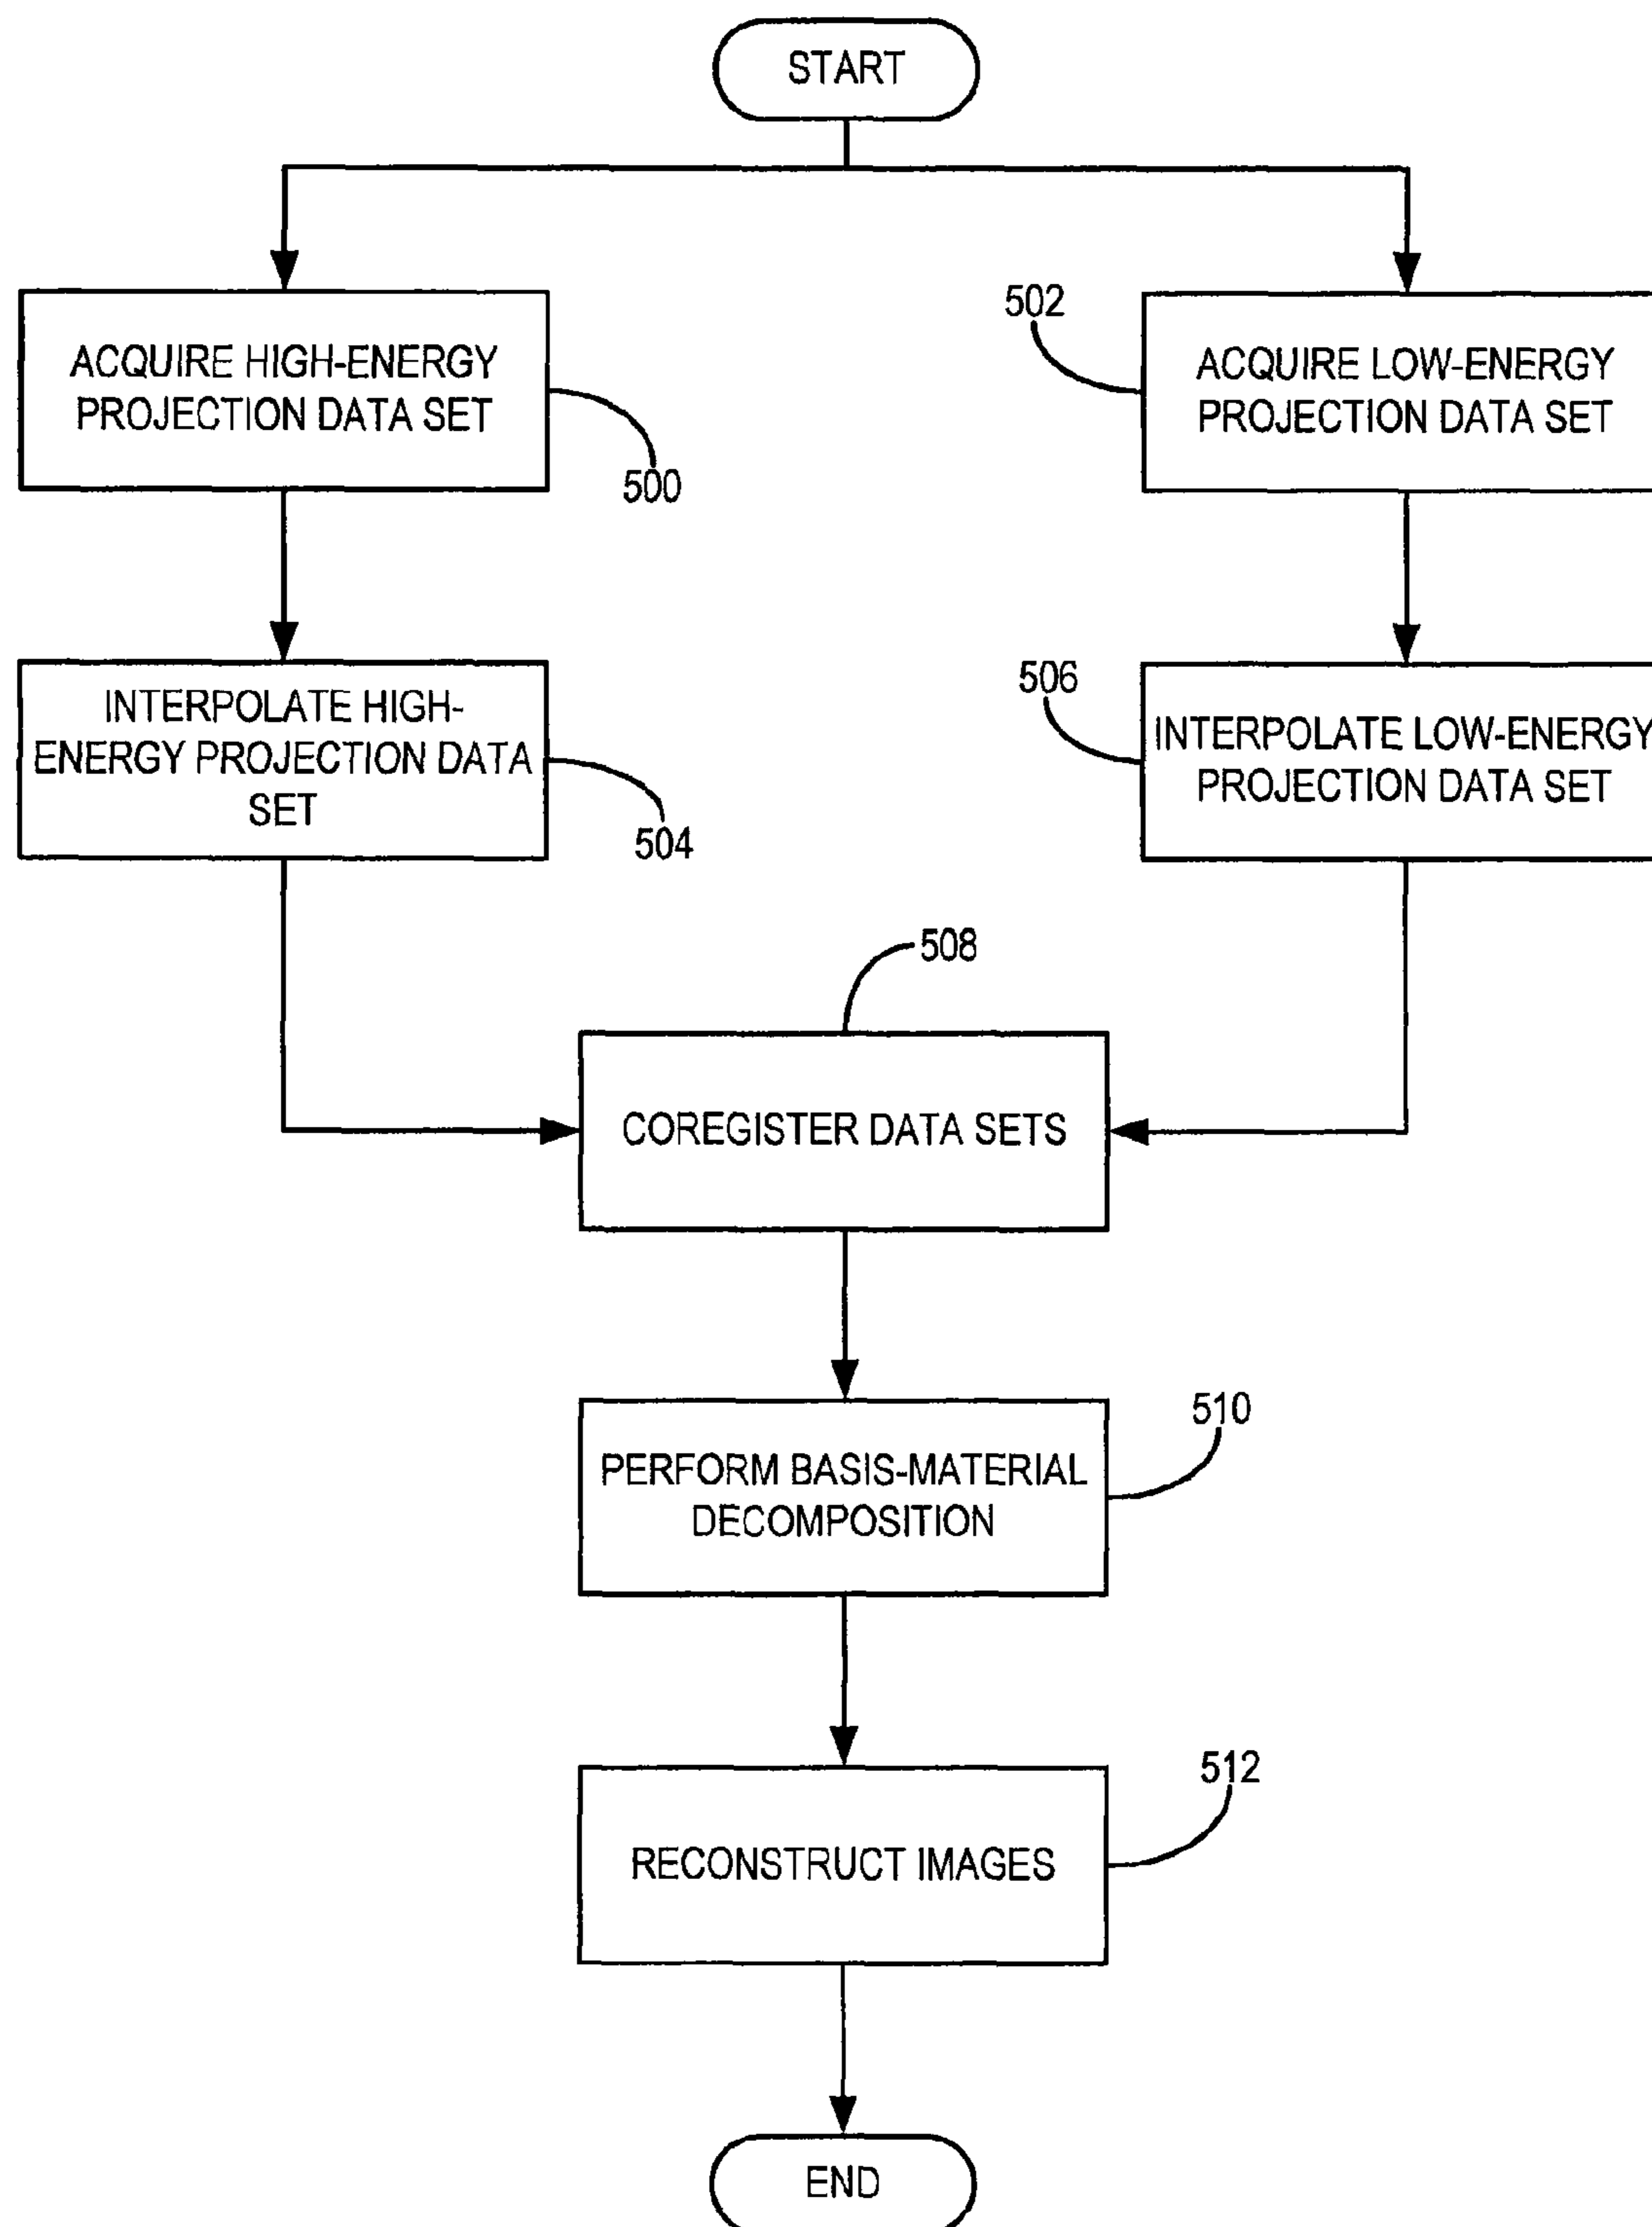 START
ACQUIRE HIGH-ENERGY
PROJECTION DATA SET
500
502
ACQUIRE LOW-ENERGY
PROJECTION DATA SET
INTERPOLATE HIGH-
ENERGY PROJECTION DATA
SET
504
506
INTERPOLATE LOW-ENERGY
PROJECTION DATA SET
508
COREGISTER DATA SETS
510
PERFORM BASIS-MATERIAL
DECOMPOSITION
512
RECONSTRUCT IMAGES
END